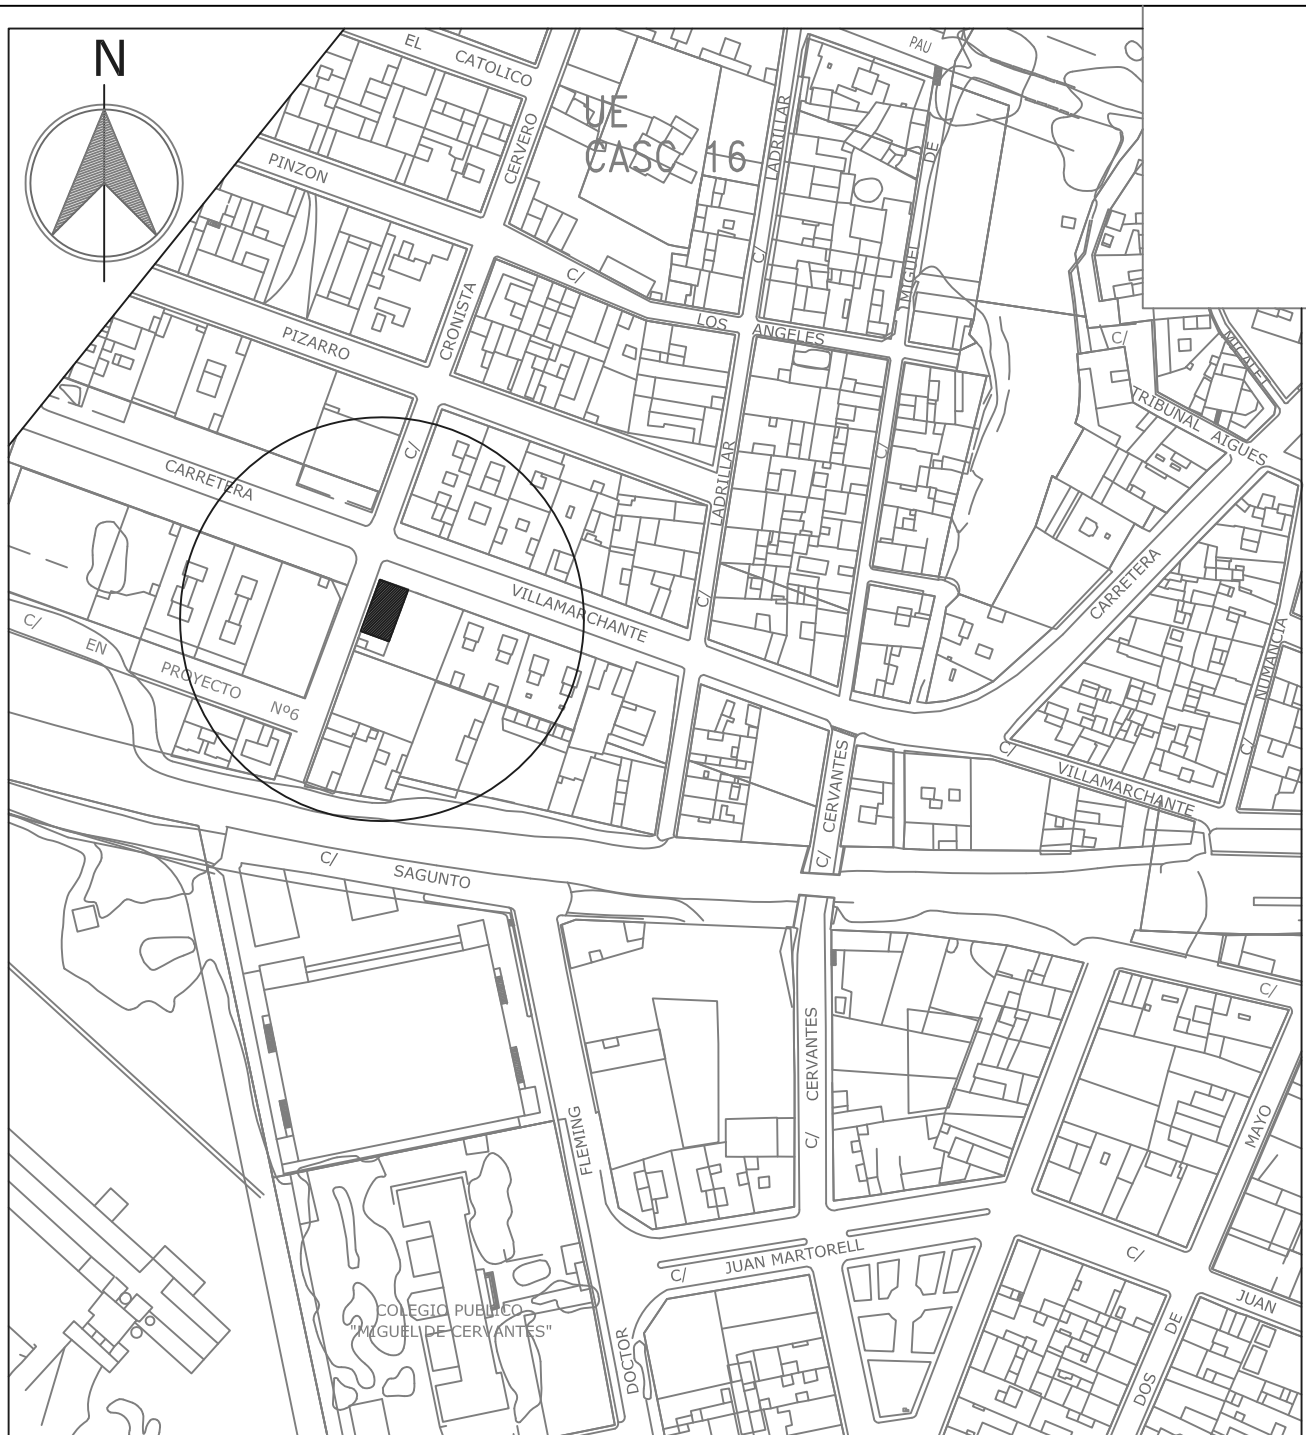 N
EL CATOLICO
PAU
UE
CASC 16
CERVERO
LADRILLAR
DE
PINZON
C/
C/
MIGUEL
CRONISTA
LOS ANGELES
PIZARRO
C/
MICALET
TRIBUNAL AIGUES
C/
C/
LADRILLAR
CARRETERA
CARRETERA
VILLAMARCHANTE
C/
C/ EN PROYECTO Nº6
NUMANCIA
C/
C/
VILLAMARCHANTE
C/ CERVANTES
C/ SAGUNTO
C/
C/ CERVANTES
FLEMING
MAYO
C/ JUAN MARTORELL
C/
JUAN
COLEGIO PUBLICO
"MIGUEL DE CERVANTES"
DOCTOR
DOS DE